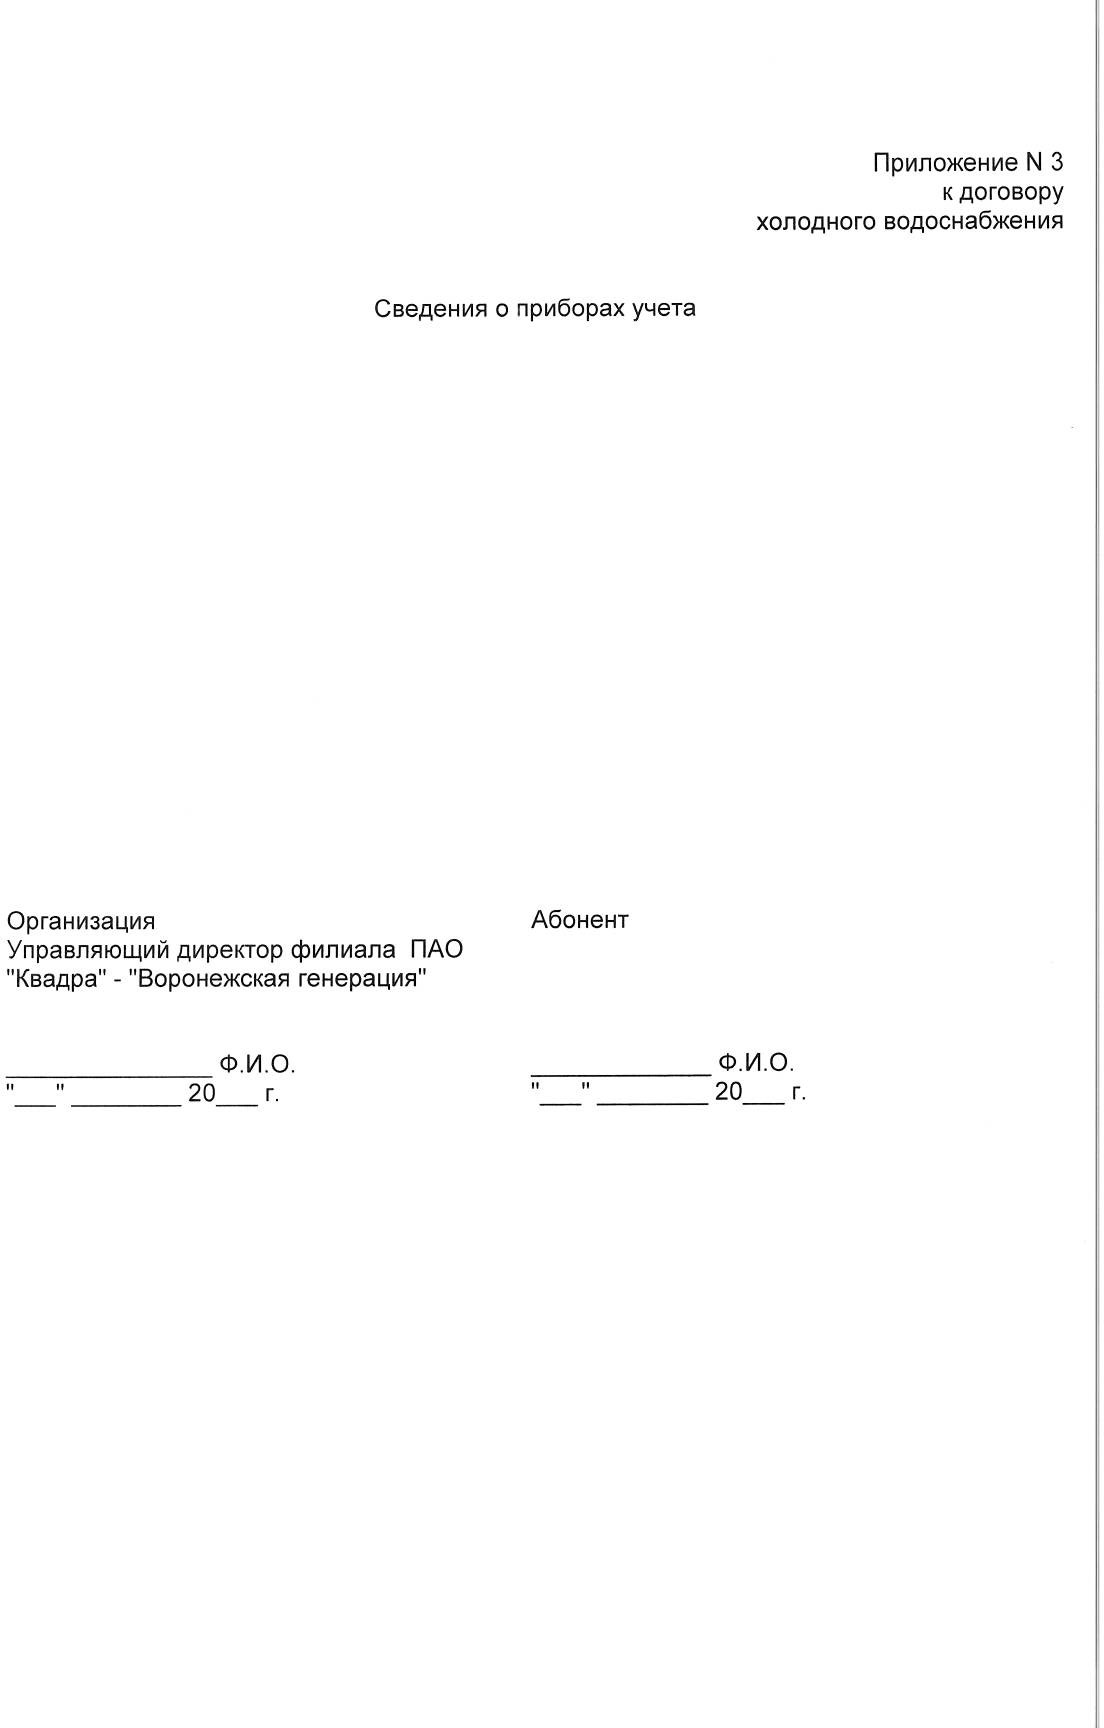 Приложение N 3
к договору
холодного водоснабжения
Сведения о приборах учета
Организация
Управляющий директор филиала  ПАО
"Квадра" - "Воронежская генерация"
_______________ Ф.И.О.
"___" ________ 20___ г.
Абонент
_____________ Ф.И.О.
"___" ________ 20___ г.